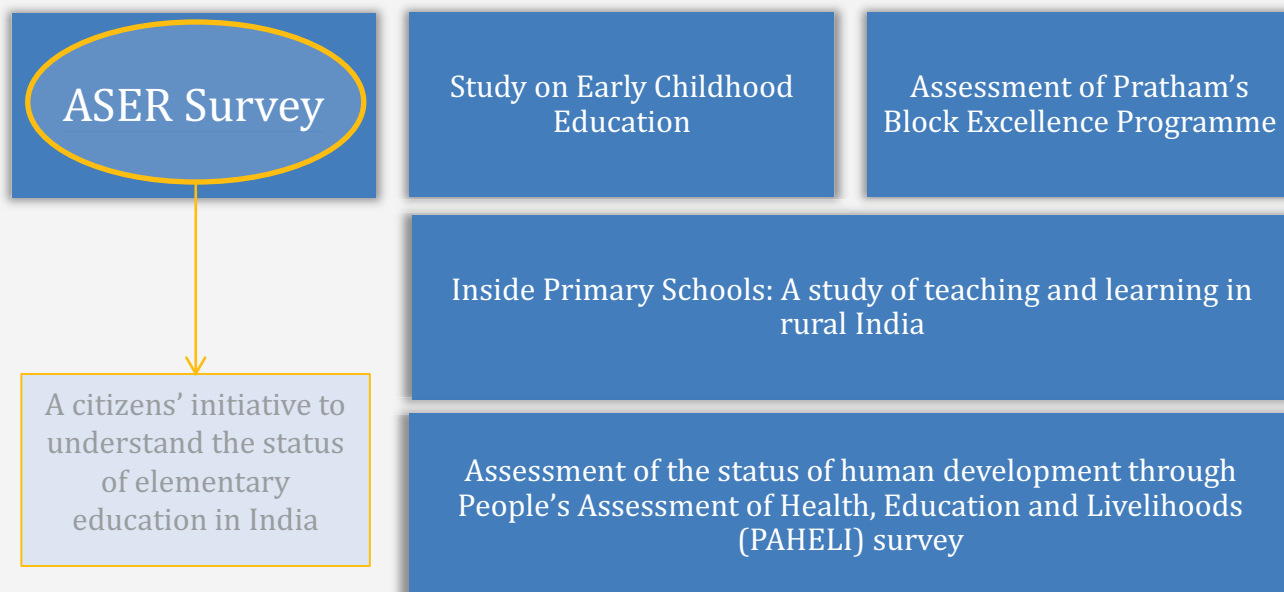 ASER Survey
Study on Early Childhood
Education
Assessment of Pratham’s
Block Excellence Programme
Inside Primary Schools: A study of teaching and learning in
rural India
A citizens’ initiative to
understand the status
of elementary
education in India
Assessment of the status of human development through
People’s Assessment of Health, Education and Livelihoods
(PAHELI) survey